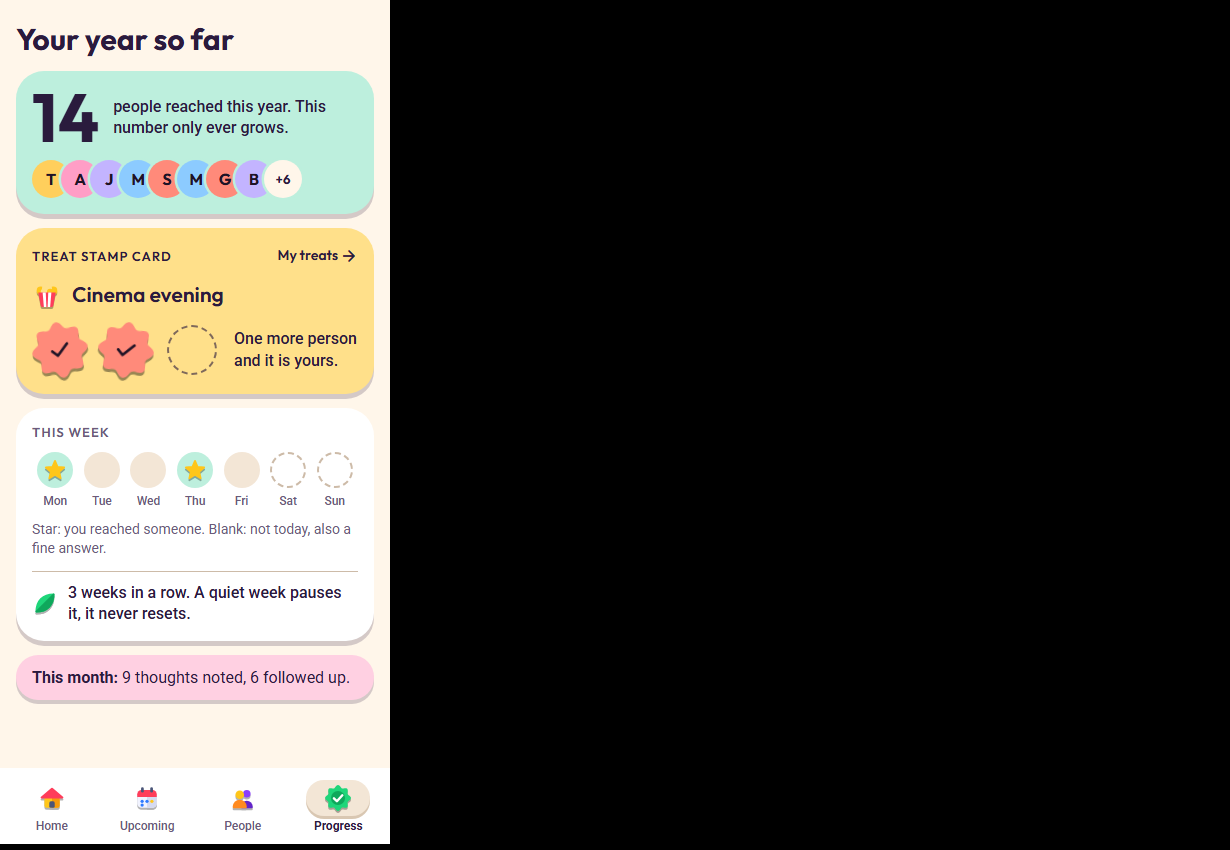 Your year so far
14
people reached this year. This
number only ever grows.
T A J M S M G B +6
TREAT STAMP CARD
My treats →
Cinema evening
One more person
and it is yours.
THIS WEEK
Mon Tue Wed Thu Fri Sat Sun
Star: you reached someone. Blank: not today, also a
fine answer.
3 weeks in a row. A quiet week pauses
it, it never resets.
This month: 9 thoughts noted, 6 followed up.
Home Upcoming People Progress